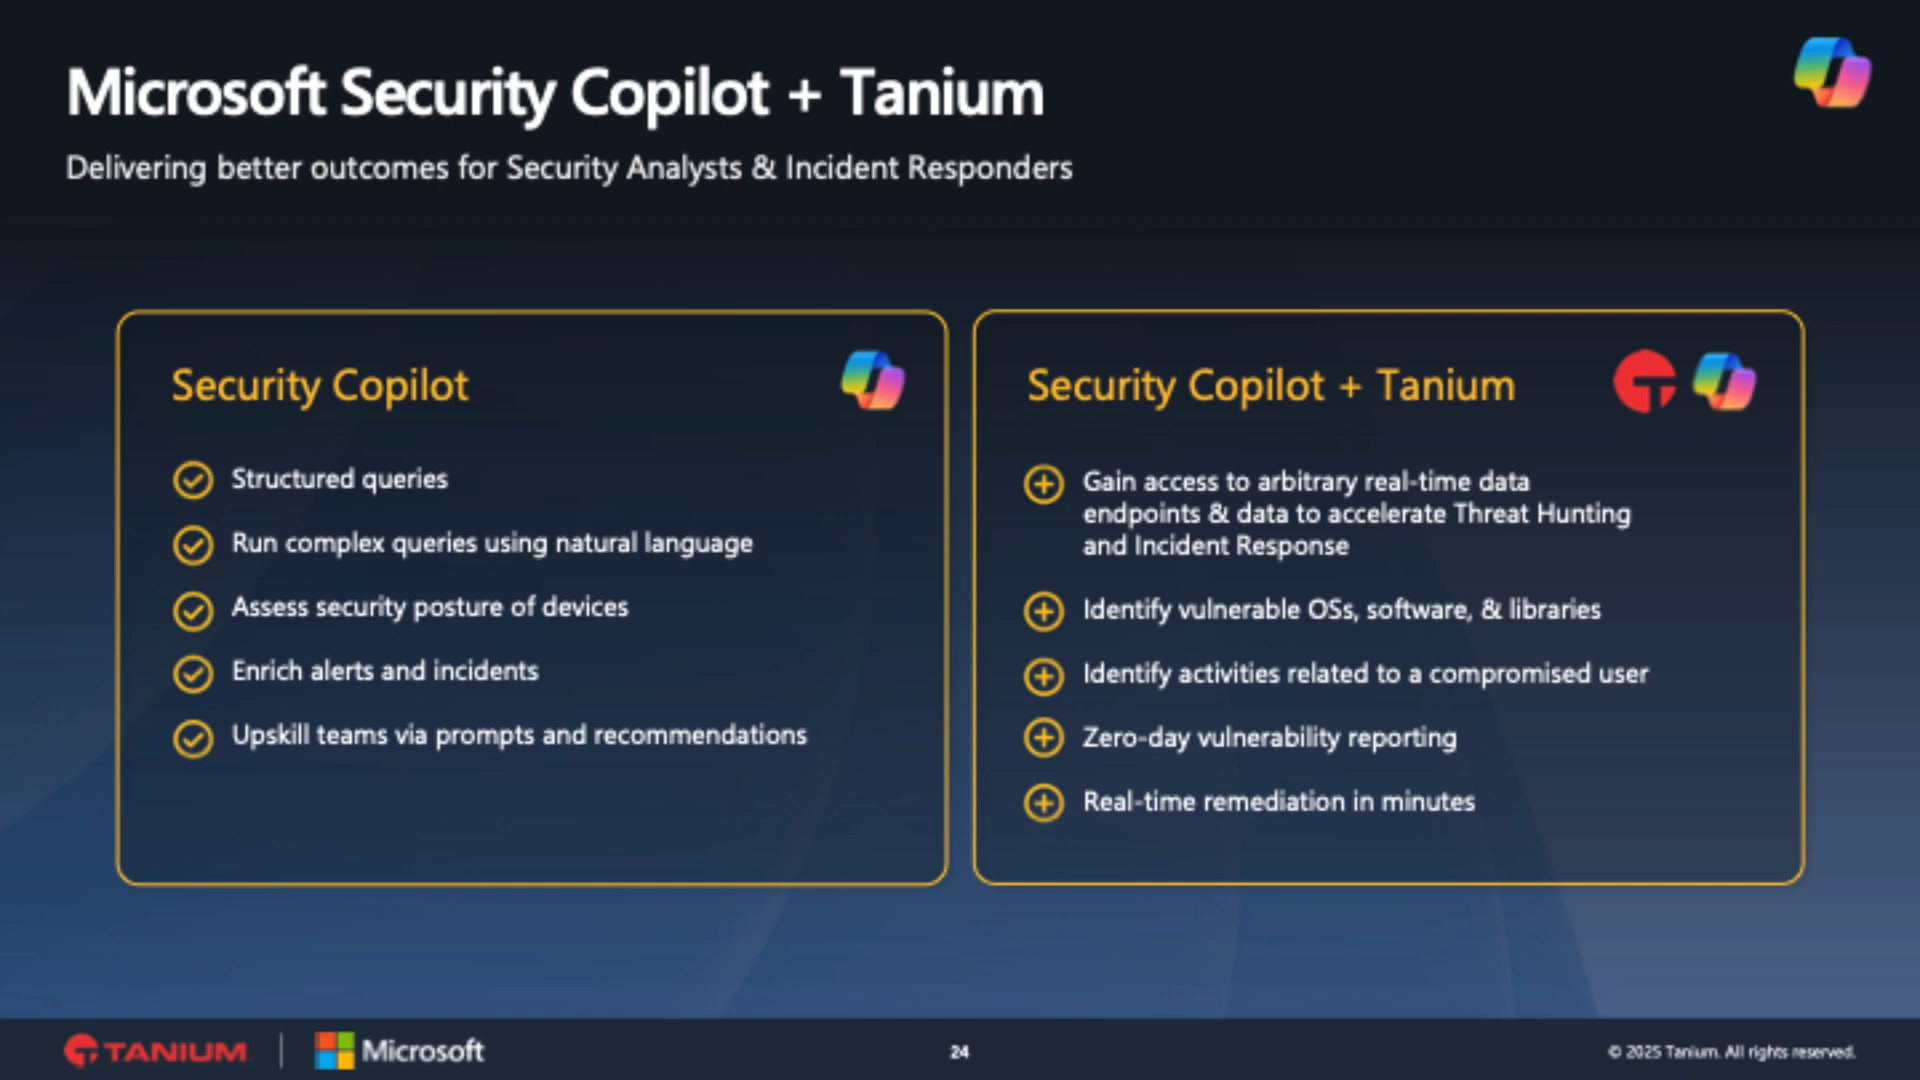 Microsoft Security Copilot + Tanium
Delivering better outcomes for Security Analysts & Incident Responders
Security Copilot
Structured queries
Run complex queries using natural language
Assess security posture of devices
Enrich alerts and incidents
Upskill teams via prompts and recommendations
Security Copilot + Tanium
Gain access to arbitrary real-time data
endpoints & data to accelerate Threat Hunting
and Incident Response
Identify vulnerable OSs, software, & libraries
Identify activities related to a compromised user
Zero-day vulnerability reporting
Real-time remediation in minutes
TANIUM
Microsoft
24
© 2025 Tanium. All rights reserved.